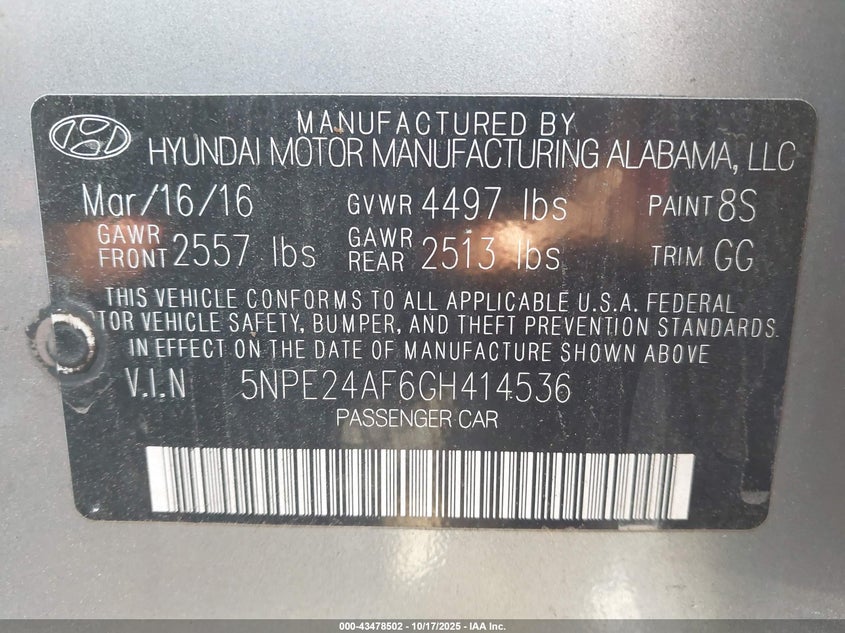 MANUFACTURED BY
HYUNDAI MOTOR MANUFACTURING ALABAMA, LLC
Mar/16/16 GVWR 4497 lbs PAINT 8S
GAWR FRONT 2557 lbs GAWR REAR 2513 lbs TRIM GG
THIS VEHICLE CONFORMS TO ALL APPLICABLE U.S.A. FEDERAL
TOR VEHICLE SAFETY, BUMPER, AND THEFT PREVENTION STANDARDS
IN EFFECT ON THE DATE OF MANUFACTURE SHOWN ABOVE
V.I.N 5NPE24AF6GH414536
PASSENGER CAR
000-43478502 - 10/17/2025 - IAA Inc.